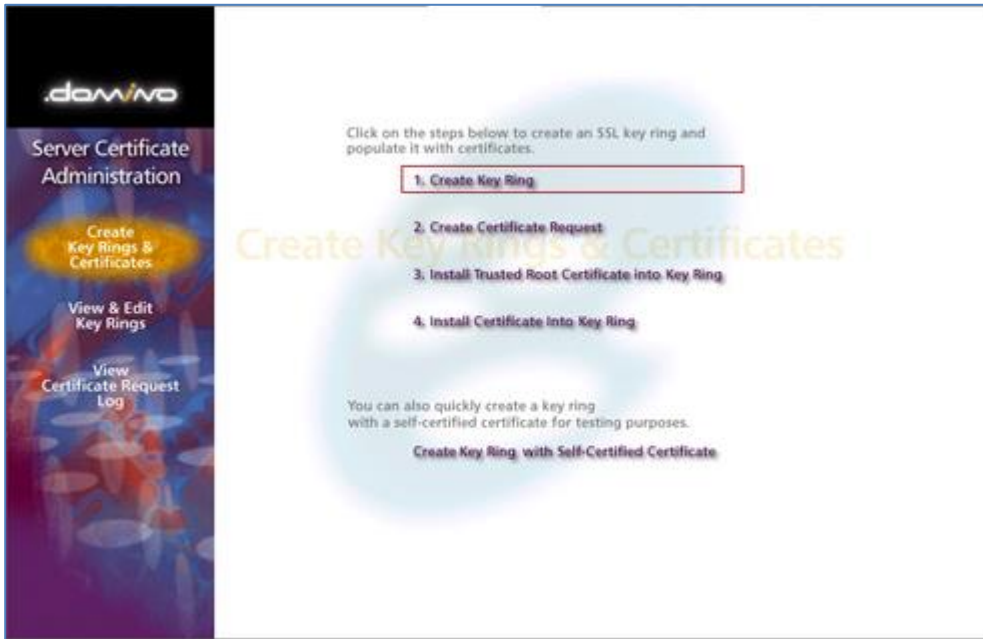 .domino
Server Certificate
Administration
Create
Key Rings &
Certificates
View & Edit
Key Rings
View
Certificate Request
Log
Click on the steps below to create an SSL key ring and
populate it with certificates.
1. Create Key Ring
2. Create Certificate Request
Create Key Rings & Certificates
3. Install Trusted Root Certificate into Key Ring
4. Install Certificate Into Key Ring
You can also quickly create a key ring
with a self-certified certificate for testing purposes.
Create Key Ring with Self-Certified Certificate